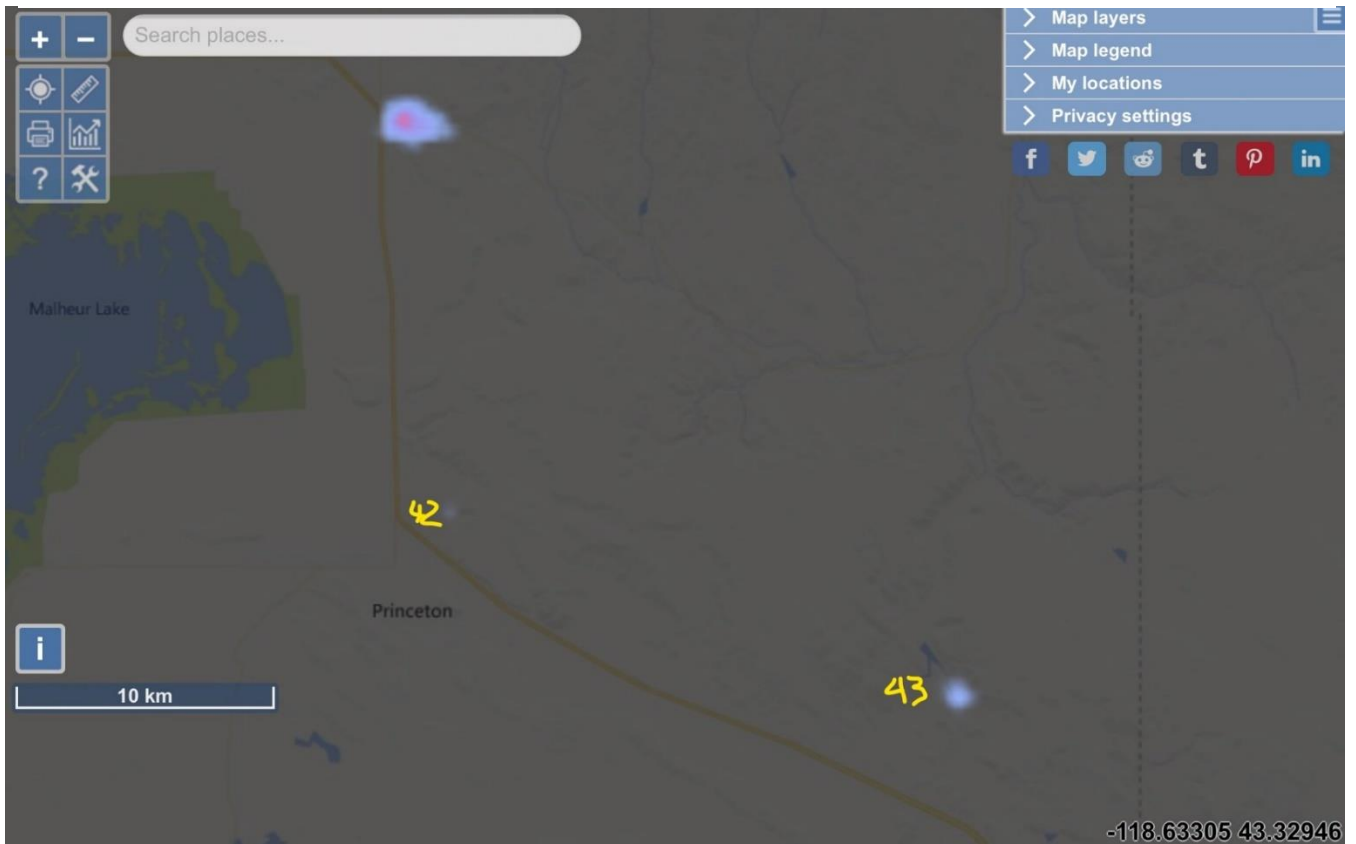 Search places...
Map layers
Map legend
My locations
Privacy settings
Malheur Lake
42
Princeton
43
10 km
-118.63305 43.32946